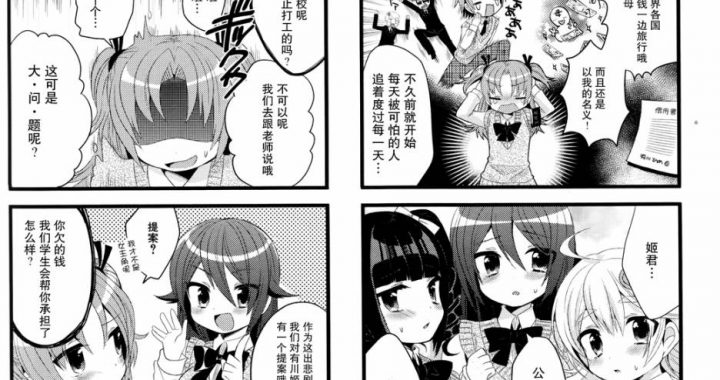 界各国
钱一边旅行哦
母
而且还是
以我的名义！
不久前就开始
每天被可怕的人
追着度过每一天…
姬君…
公
校呢
止打工的吗？
不可以呢
我们去跟老师说哦
个…
这可是
大・问・题呢？
提案？
作为这出悲剧
我们对有川姬
有一个提案哦
你欠的钱
我们学生会帮你承担了
怎么样？